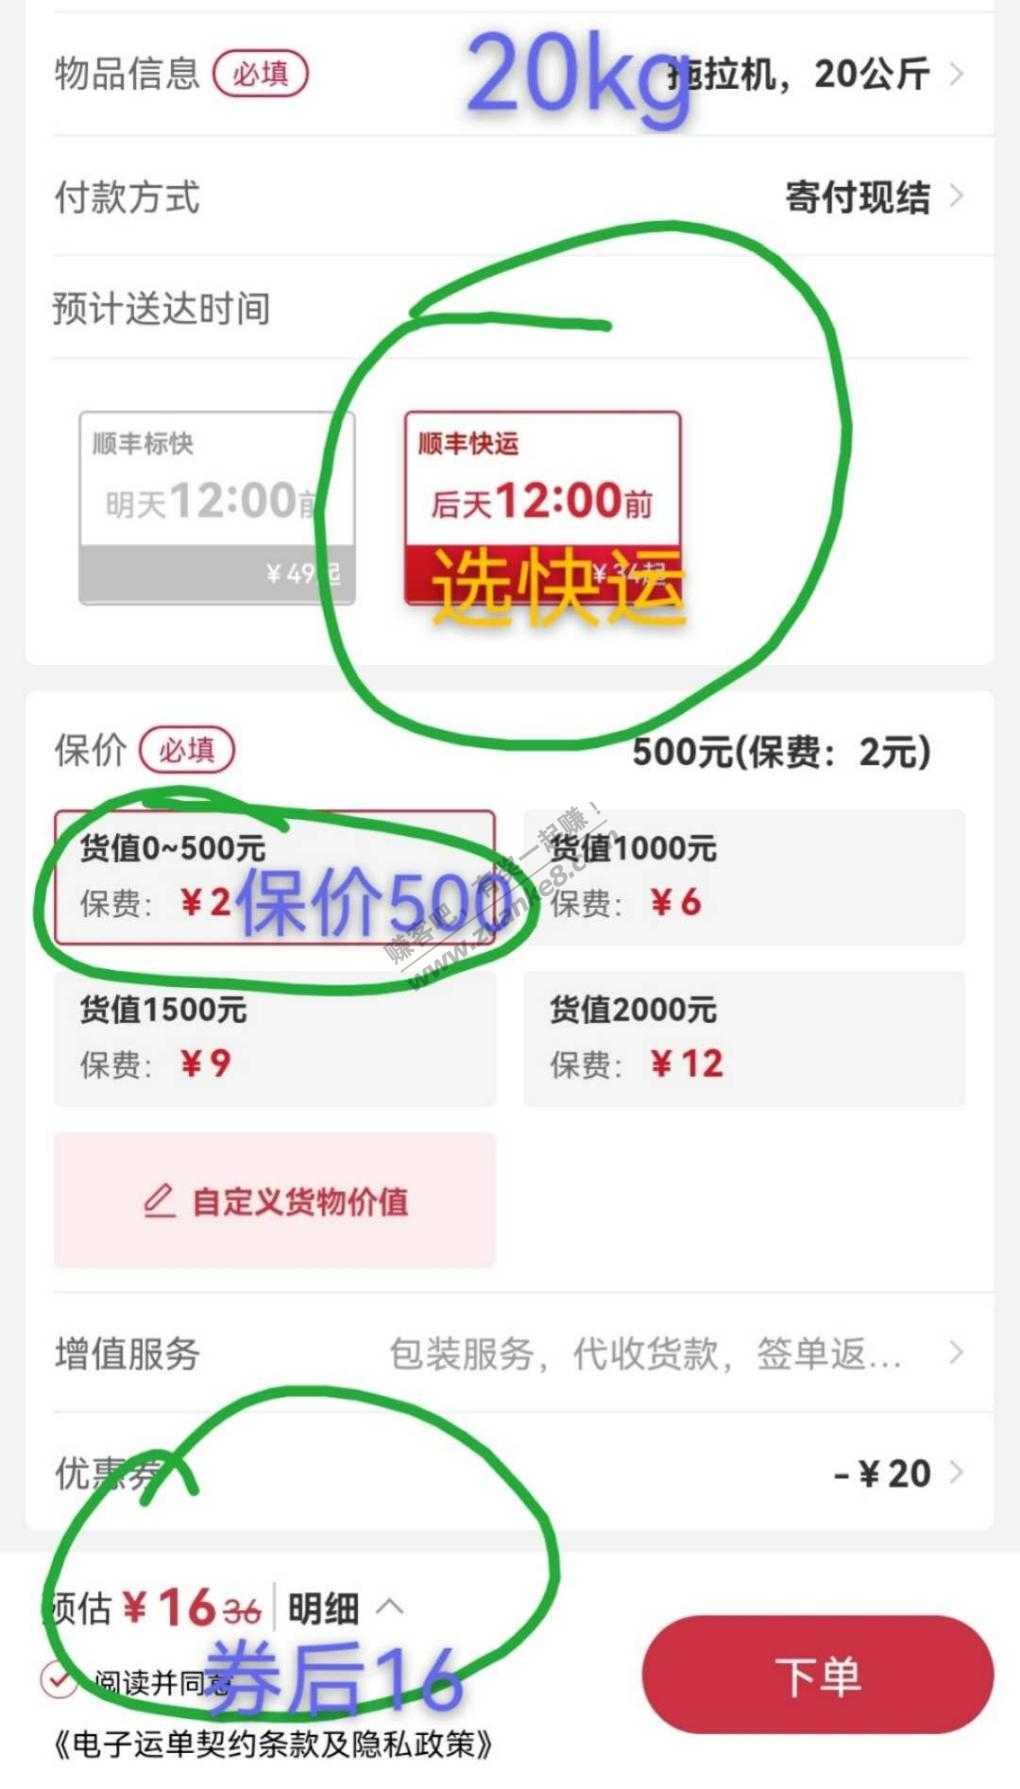 物品信息 必填 拖拉机，20公斤
20kg
付款方式 寄付现结
预计送达时间
顺丰标快 顺丰快运
明天12:00前 后天12:00前
¥49起 ¥34起
选快运
保价 必填 500元(保费：2元)
货值0~500元 货值1000元
保费：¥2 保费：¥6
保价500
赚客吧，有奖一起赚！
www.zuanke8.com
货值1500元 货值2000元
保费：¥9 保费：¥12
自定义货物价值
增值服务 包装服务，代收货款，签单返...
优惠券 -¥20
预估¥16 36 明细
券后16
下单
阅读并同意
《电子运单契约条款及隐私政策》